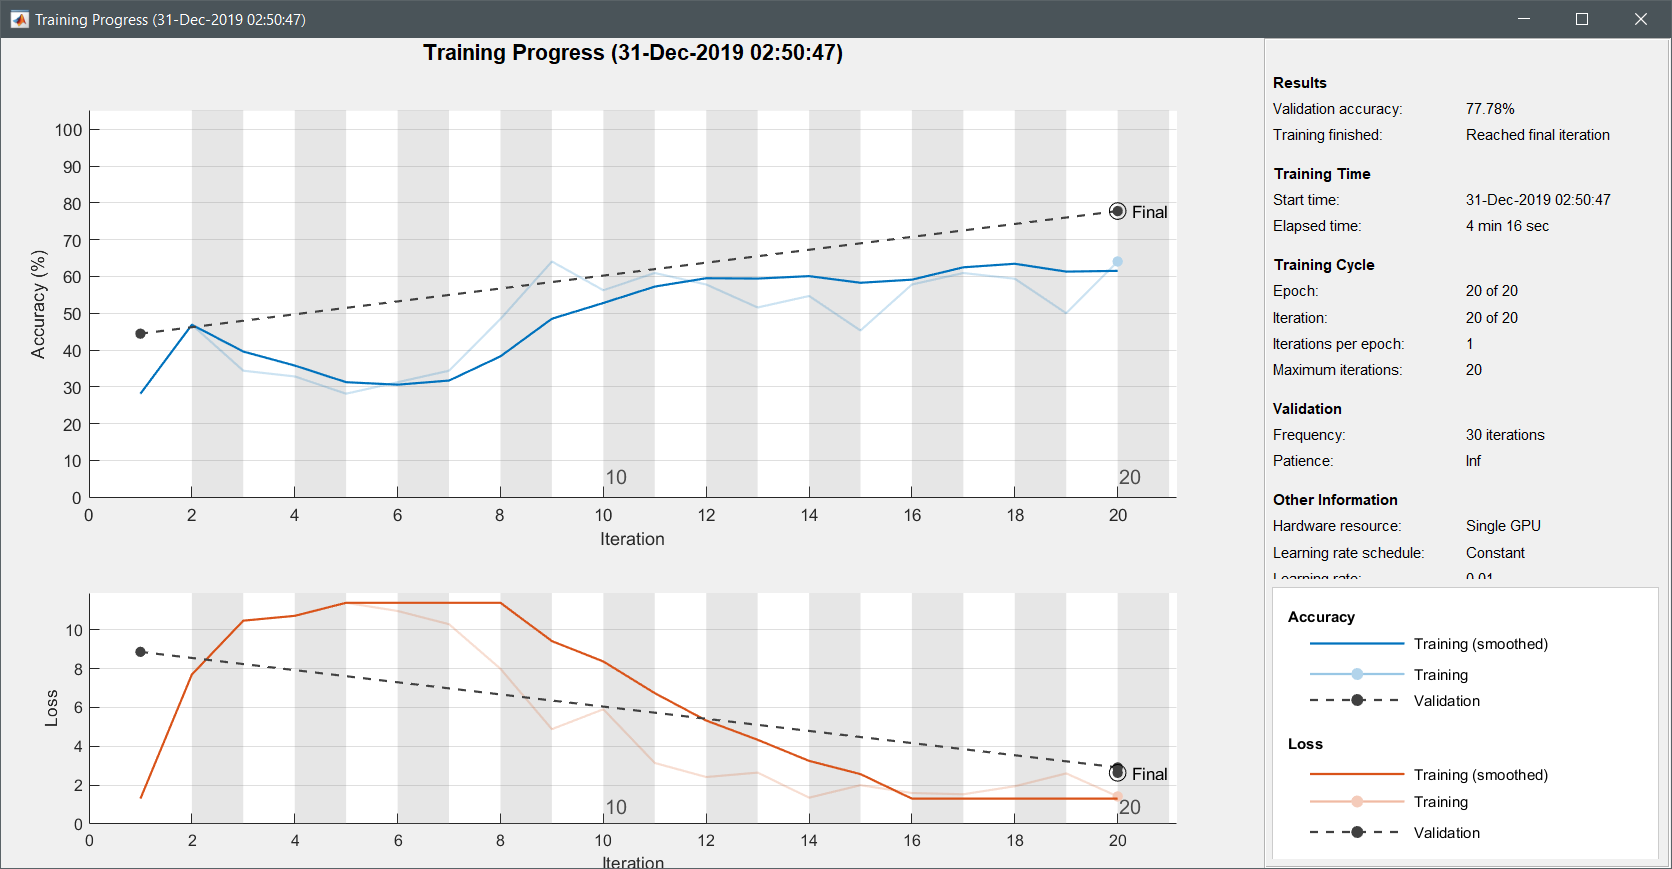 Training Progress (31-Dec-2019 02:50:47)
Training Progress (31-Dec-2019 02:50:47)
Accuracy (%)
100
90
80
70
60
50
40
30
20
10
0
Final
10
20
0 2 4 6 8 10 12 14 16 18 20
Iteration
Loss
10
8
6
4
2
0
Final
10
20
0 2 4 6 8 10 12 14 16 18 20
Iteration
Results
Validation accuracy: 77.78%
Training finished: Reached final iteration
Training Time
Start time: 31-Dec-2019 02:50:47
Elapsed time: 4 min 16 sec
Training Cycle
Epoch: 20 of 20
Iteration: 20 of 20
Iterations per epoch: 1
Maximum iterations: 20
Validation
Frequency: 30 iterations
Patience: Inf
Other Information
Hardware resource: Single GPU
Learning rate schedule: Constant
Learning rate: 0.01
Accuracy
Training (smoothed)
Training
Validation
Loss
Training (smoothed)
Training
Validation